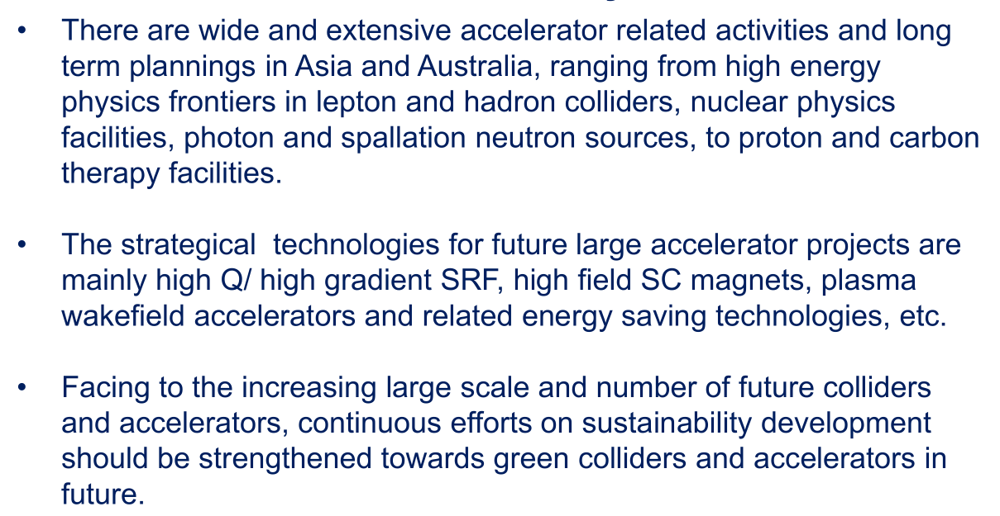 • There are wide and extensive accelerator related activities and long
term plannings in Asia and Australia, ranging from high energy
physics frontiers in lepton and hadron colliders, nuclear physics
facilities, photon and spallation neutron sources, to proton and carbon
therapy facilities.
• The strategical  technologies for future large accelerator projects are
mainly high Q/ high gradient SRF, high field SC magnets, plasma
wakefield accelerators and related energy saving technologies, etc.
• Facing to the increasing large scale and number of future colliders
and accelerators, continuous efforts on sustainability development
should be strengthened towards green colliders and accelerators in
future.